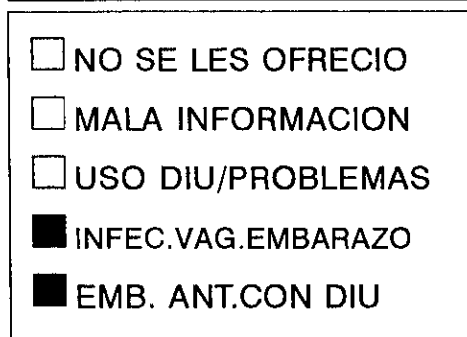 NO SE LES OFRECIO
MALA INFORMACION
USO DIU/PROBLEMAS
INFEC.VAG.EMBARAZO
EMB. ANT.CON DIU